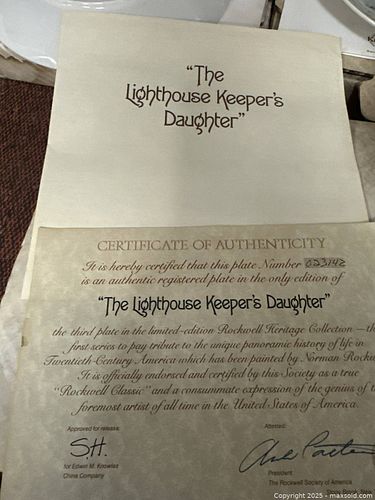 "The
Lighthouse Keeper's
Daughter"
CERTIFICATE OF AUTHENTICITY
It is hereby certified that this plate Number 023142
is an authentic registered plate in the only edition of
"The Lighthouse Keeper's Daughter"
the third plate in the limited-edition Rockwell Heritage Collection —th
first series to pay tribute to the unique panoramic history of life in
Twentieth-Century America which has been painted by Norman Rockw
It is officially endorsed and certified by this Society as a true
"Rockwell Classic" and a consummate expression of the genius of t
foremost artist of all time in the United States of America.
Approved for release:
Attested:
S.H.
for Edwin M. Knowles
China Company
President
The Rockwell Society of America
Copyright 2025 - maxsold.com